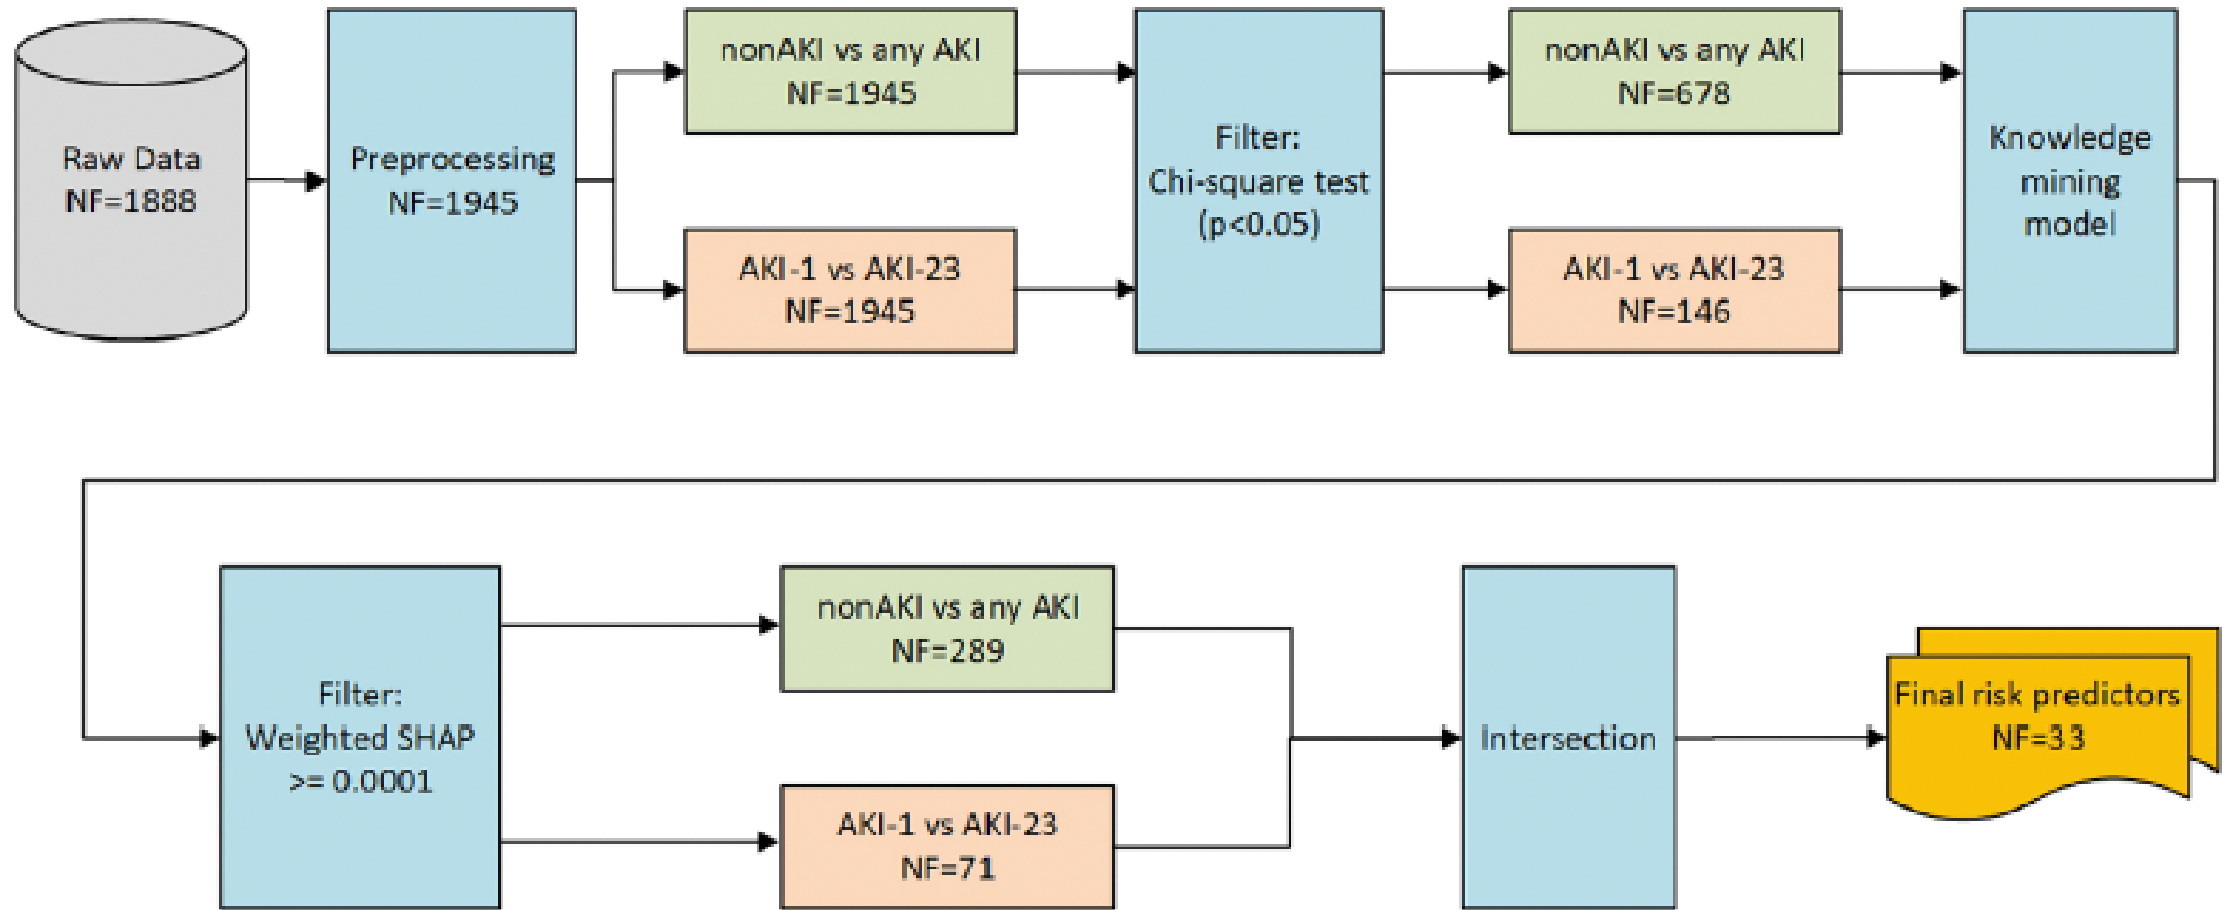 Raw Data
NF=1888
Preprocessing
NF=1945
nonAKI vs any AKI
NF=1945
AKI-1 vs AKI-23
NF=1945
Filter:
Chi-square test
(p<0.05)
nonAKI vs any AKI
NF=678
AKI-1 vs AKI-23
NF=146
Knowledge
mining
model
Filter:
Weighted SHAP
>= 0.0001
nonAKI vs any AKI
NF=289
AKI-1 vs AKI-23
NF=71
Intersection
Final risk predictors
NF=33